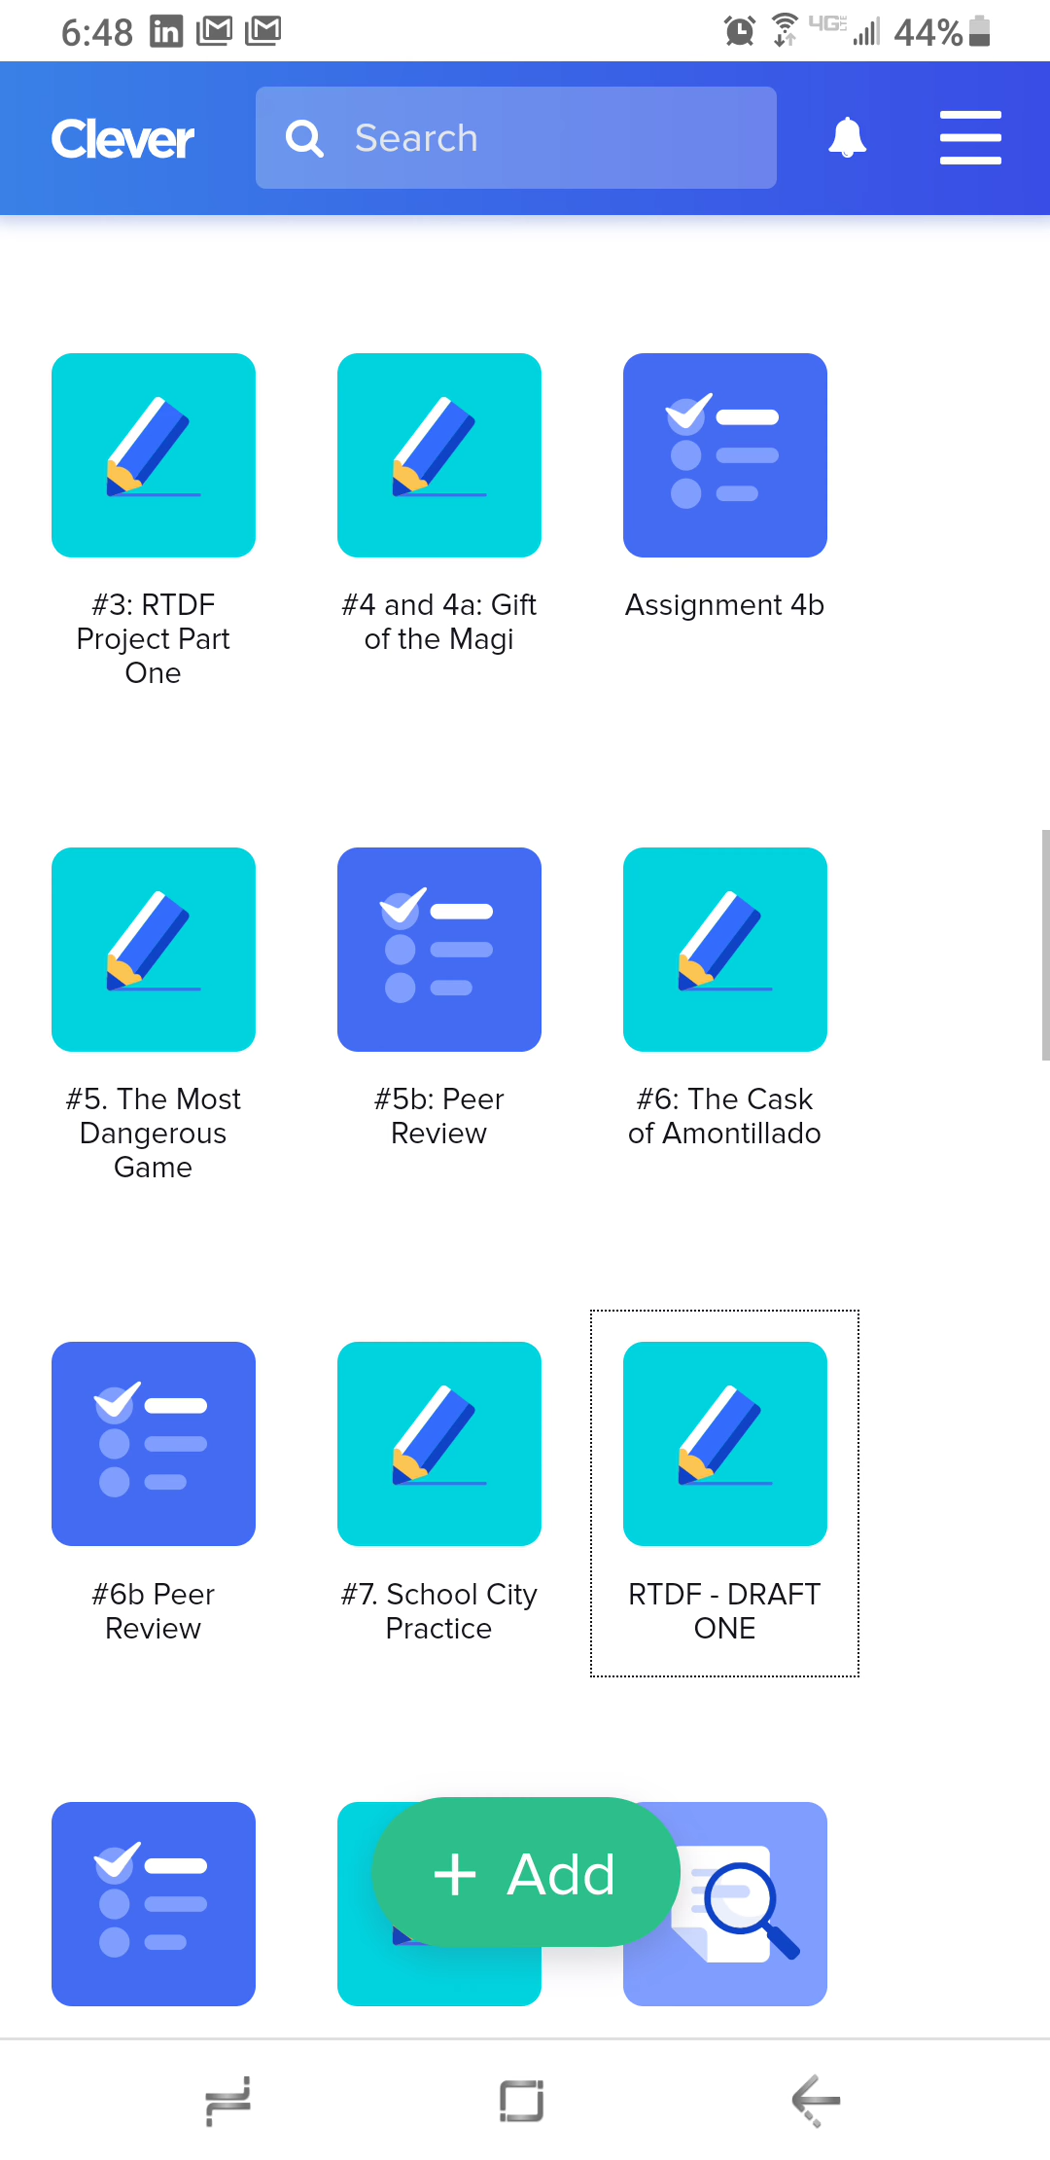 6:48
4G LTE
44%
Clever
Search
#3: RTDF
Project Part
One
#4 and 4a: Gift
of the Magi
Assignment 4b
#5. The Most
Dangerous
Game
#5b: Peer
Review
#6: The Cask
of Amontillado
#6b Peer
Review
#7. School City
Practice
RTDF - DRAFT
ONE
+ Add